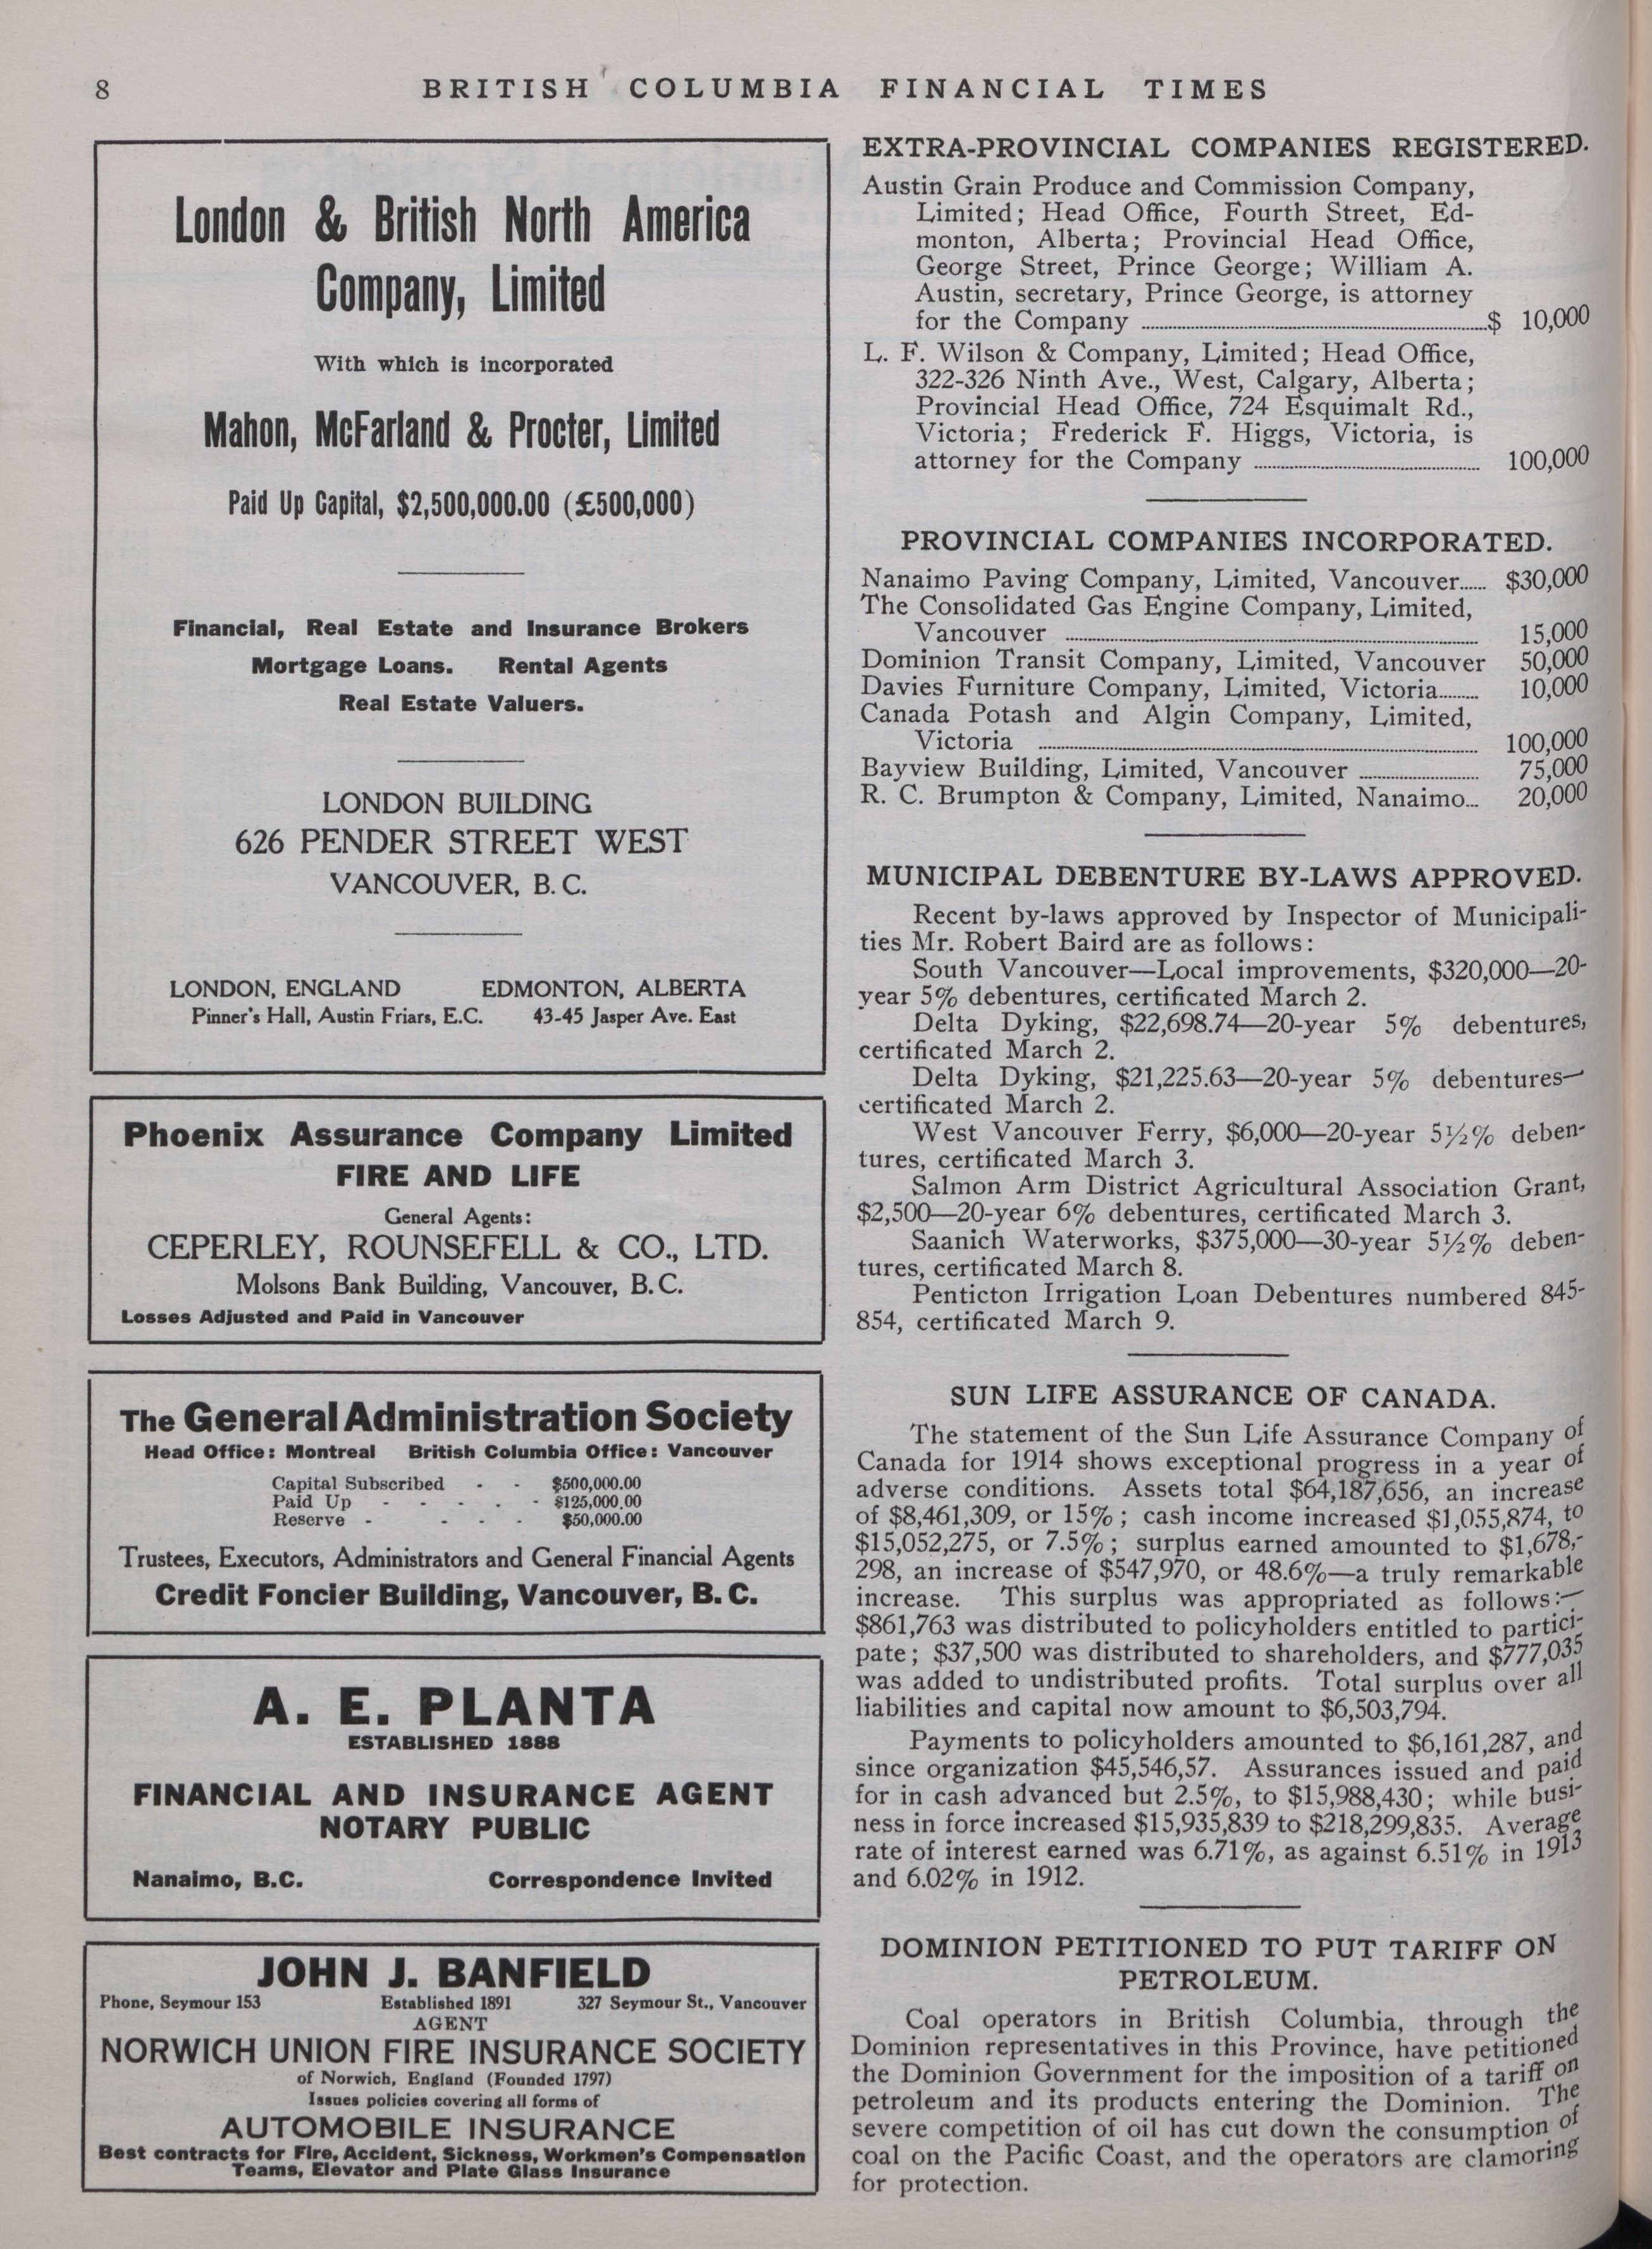 8
BRITISH COLUMBIA FINANCIAL TIMES
London & British North America
Company, Limited
With which is incorporated
Mahon, McFarland & Procter, Limited
Paid Up Capital, $2,500,000.00 (£500,000)
Financial, Real Estate and Insurance Brokers
Mortgage Loans. Rental Agents
Real Estate Valuers.
LONDON BUILDING
626 PENDER STREET WEST
VANCOUVER, B. C.
LONDON, ENGLAND EDMONTON, ALBERTA
Pinner's Hall, Austin Friars, E.C. 43-45 Jasper Ave. East
Phoenix Assurance Company Limited
FIRE AND LIFE
General Agents:
CEPERLEY, ROUNSEFELL & CO., LTD.
Molsons Bank Building, Vancouver, B. C.
Losses Adjusted and Paid in Vancouver
The General Administration Society
Head Office: Montreal British Columbia Office: Vancouver
Capital Subscribed - - $500,000.00
Paid Up - - - - - $125,000.00
Reserve - - - - $50,000.00
Trustees, Executors, Administrators and General Financial Agents
Credit Foncier Building, Vancouver, B. C.
A. E. PLANTA
ESTABLISHED 1888
FINANCIAL AND INSURANCE AGENT
NOTARY PUBLIC
Nanaimo, B.C. Correspondence Invited
JOHN J. BANFIELD
Phone, Seymour 153 Established 1891 327 Seymour St., Vancouver
AGENT
NORWICH UNION FIRE INSURANCE SOCIETY
of Norwich, England (Founded 1797)
Issues policies covering all forms of
AUTOMOBILE INSURANCE
Best contracts for Fire, Accident, Sickness, Workmen's Compensation
Teams, Elevator and Plate Glass Insurance
EXTRA-PROVINCIAL COMPANIES REGISTERED.
Austin Grain Produce and Commission Company,
Limited; Head Office, Fourth Street, Ed-
monton, Alberta; Provincial Head Office,
George Street, Prince George; William A.
Austin, secretary, Prince George, is attorney
for the Company ........ $ 10,000
L. F. Wilson & Company, Limited; Head Office,
322-326 Ninth Ave., West, Calgary, Alberta;
Provincial Head Office, 724 Esquimalt Rd.,
Victoria; Frederick F. Higgs, Victoria, is
attorney for the Company ........ 100,000
PROVINCIAL COMPANIES INCORPORATED.
Nanaimo Paving Company, Limited, Vancouver...... $30,000
The Consolidated Gas Engine Company, Limited,
Vancouver ........ 15,000
Dominion Transit Company, Limited, Vancouver 50,000
Davies Furniture Company, Limited, Victoria........ 10,000
Canada Potash and Algin Company, Limited,
Victoria ........ 100,000
Bayview Building, Limited, Vancouver ........ 75,000
R. C. Brumpton & Company, Limited, Nanaimo... 20,000
MUNICIPAL DEBENTURE BY-LAWS APPROVED.
Recent by-laws approved by Inspector of Municipali-
ties Mr. Robert Baird are as follows:
South Vancouver—Local improvements, $320,000—20-
year 5% debentures, certificated March 2.
Delta Dyking, $22,698.74—20-year 5% debentures,
certificated March 2.
Delta Dyking, $21,225.63—20-year 5% debentures—
certificated March 2.
West Vancouver Ferry, $6,000—20-year 5½% deben-
tures, certificated March 3.
Salmon Arm District Agricultural Association Grant,
$2,500—20-year 6% debentures, certificated March 3.
Saanich Waterworks, $375,000—30-year 5½% deben-
tures, certificated March 8.
Penticton Irrigation Loan Debentures numbered 845-
854, certificated March 9.
SUN LIFE ASSURANCE OF CANADA.
The statement of the Sun Life Assurance Company of
Canada for 1914 shows exceptional progress in a year of
adverse conditions. Assets total $64,187,656, an increase
of $8,461,309, or 15%; cash income increased $1,055,874, to
$15,052,275, or 7.5%; surplus earned amounted to $1,678,-
298, an increase of $547,970, or 48.6%—a truly remarkable
increase. This surplus was appropriated as follows:—
$861,763 was distributed to policyholders entitled to partici-
pate; $37,500 was distributed to shareholders, and $777,035
was added to undistributed profits. Total surplus over all
liabilities and capital now amount to $6,503,794.
Payments to policyholders amounted to $6,161,287, and
since organization $45,546,57. Assurances issued and paid
for in cash advanced but 2.5%, to $15,988,430; while busi-
ness in force increased $15,935,839 to $218,299,835. Average
rate of interest earned was 6.71%, as against 6.51% in 1913
and 6.02% in 1912.
DOMINION PETITIONED TO PUT TARIFF ON
PETROLEUM.
Coal operators in British Columbia, through the
Dominion representatives in this Province, have petitioned
the Dominion Government for the imposition of a tariff on
petroleum and its products entering the Dominion. The
severe competition of oil has cut down the consumption of
coal on the Pacific Coast, and the operators are clamoring
for protection.